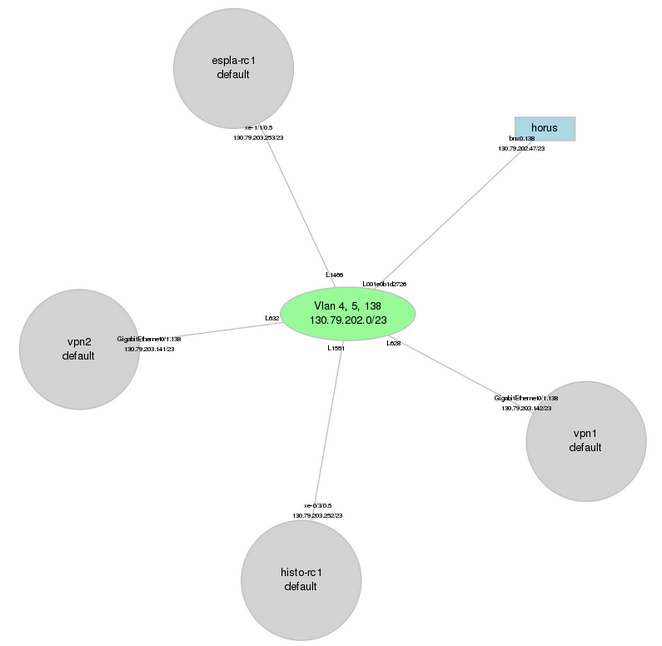 espla-rc1
default
xe-1/1/0.5
130.79.203.253/23
horus
bnx0.138
130.79.202.47/23
L1466
L001e0b1d2726
Vlan 4, 5, 138
130.79.202.0/23
L632
L1551
L628
vpn2
default
GigabitEthernet0/1.138
130.79.203.141/23
GigabitEthernet0/1.138
130.79.203.142/23
vpn1
default
xe-0/3/0.5
130.79.203.252/23
histo-rc1
default